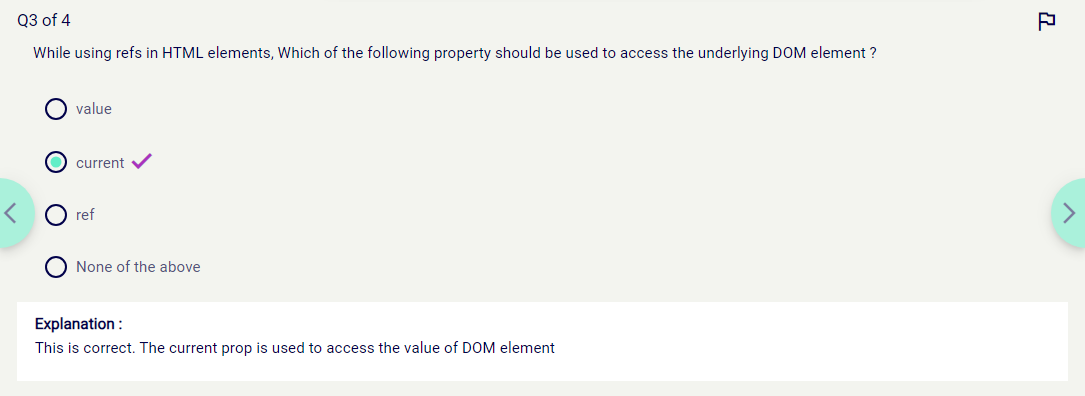 Q3 of 4
While using refs in HTML elements, Which of the following property should be used to access the underlying DOM element ?
value
current
ref
None of the above
Explanation :
This is correct. The current prop is used to access the value of DOM element